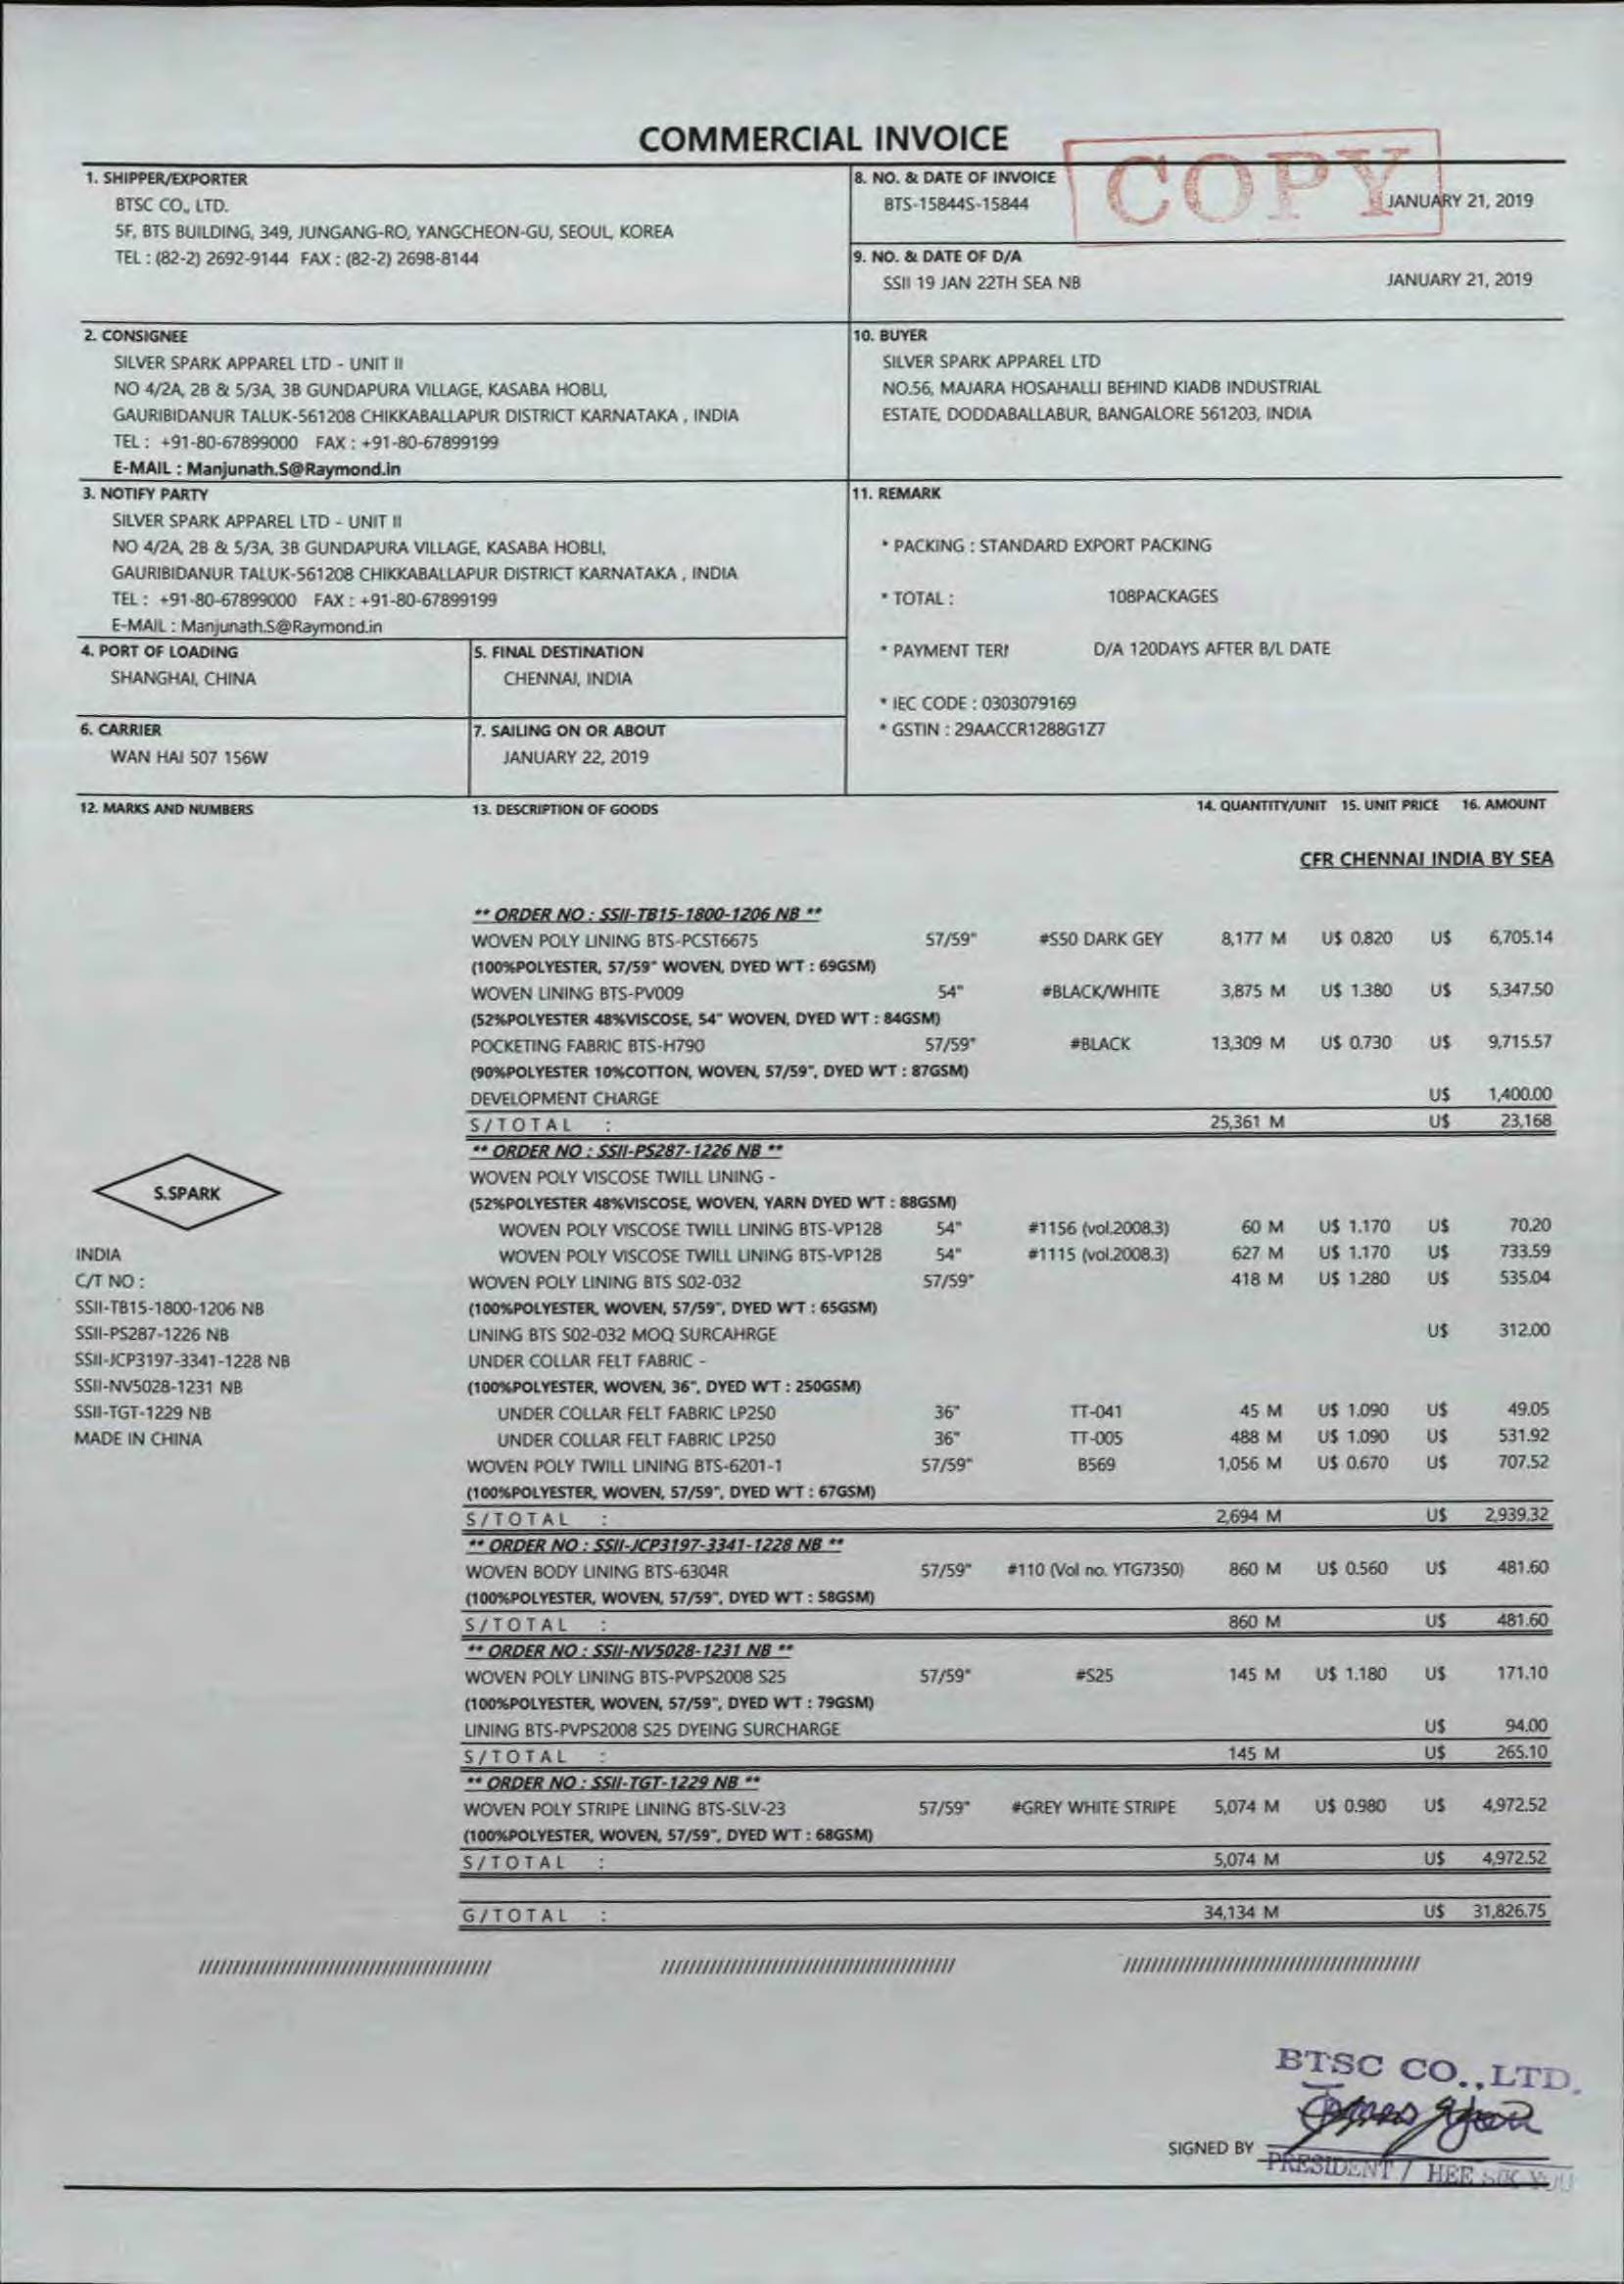 COMMERCIAL INVOICE
COPY
1. SHIPPER/EXPORTER
BTSC CO., LTD.
5F, BTS BUILDING, 349, JUNGANG-RO, YANGCHEON-GU, SEOUL, KOREA
TEL : (82-2) 2692-9144 FAX : (82-2) 2698-8144
8. NO. & DATE OF INVOICE
BTS-15844S-15844 JANUARY 21, 2019
9. NO. & DATE OF D/A
SSII 19 JAN 22TH SEA NB JANUARY 21, 2019
2. CONSIGNEE
SILVER SPARK APPAREL LTD - UNIT II
NO 4/2A, 2B & 5/3A, 3B GUNDAPURA VILLAGE, KASABA HOBLI,
GAURIBIDANUR TALUK-561208 CHIKKABALLAPUR DISTRICT KARNATAKA , INDIA
TEL : +91-80-67899000 FAX : +91-80-67899199
E-MAIL : Manjunath.S@Raymond.in
10. BUYER
SILVER SPARK APPAREL LTD
NO.56, MAJARA HOSAHALLI BEHIND KIADB INDUSTRIAL
ESTATE, DODDABALLABUR, BANGALORE 561203, INDIA
3. NOTIFY PARTY
SILVER SPARK APPAREL LTD - UNIT II
NO 4/2A, 2B & 5/3A, 3B GUNDAPURA VILLAGE, KASABA HOBLI,
GAURIBIDANUR TALUK-561208 CHIKKABALLAPUR DISTRICT KARNATAKA , INDIA
TEL : +91-80-67899000 FAX : +91-80-67899199
E-MAIL : Manjunath.S@Raymond.in
11. REMARK
* PACKING : STANDARD EXPORT PACKING
* TOTAL : 108PACKAGES
* PAYMENT TERI D/A 120DAYS AFTER B/L DATE
* IEC CODE : 0303079169
* GSTIN : 29AACCR1288G1Z7
4. PORT OF LOADING
SHANGHAI, CHINA
5. FINAL DESTINATION
CHENNAI, INDIA
6. CARRIER
WAN HAI 507 156W
7. SAILING ON OR ABOUT
JANUARY 22, 2019
12. MARKS AND NUMBERS 13. DESCRIPTION OF GOODS 14. QUANTITY/UNIT 15. UNIT PRICE 16. AMOUNT
CFR CHENNAI INDIA BY SEA
S.SPARK
INDIA
C/T NO :
SSII-TB15-1800-1206 NB
SSII-PS287-1226 NB
SSII-JCP3197-3341-1228 NB
SSII-NV5028-1231 NB
SSII-TGT-1229 NB
MADE IN CHINA
** ORDER NO : SSII-TB15-1800-1206 NB **
WOVEN POLY LINING BTS-PCST6675 57/59" #S50 DARK GEY 8,177 M U$ 0.820 U$ 6,705.14
(100%POLYESTER, 57/59" WOVEN, DYED W'T : 69GSM)
WOVEN LINING BTS-PV009 54" #BLACK/WHITE 3,875 M U$ 1.380 U$ 5,347.50
(52%POLYESTER 48%VISCOSE, 54" WOVEN, DYED W'T : 84GSM)
POCKETING FABRIC BTS-H790 57/59" #BLACK 13,309 M U$ 0.730 U$ 9,715.57
(90%POLYESTER 10%COTTON, WOVEN, 57/59", DYED W'T : 87GSM)
DEVELOPMENT CHARGE U$ 1,400.00
S/TOTAL : 25,361 M U$ 23,168
** ORDER NO : SSII-PS287-1226 NB **
WOVEN POLY VISCOSE TWILL LINING -
(52%POLYESTER 48%VISCOSE, WOVEN, YARN DYED W'T : 88GSM)
WOVEN POLY VISCOSE TWILL LINING BTS-VP128 54" #1156 (vol.2008.3) 60 M U$ 1.170 U$ 70.20
WOVEN POLY VISCOSE TWILL LINING BTS-VP128 54" #1115 (vol.2008.3) 627 M U$ 1.170 U$ 733.59
WOVEN POLY LINING BTS S02-032 57/59" 418 M U$ 1.280 U$ 535.04
(100%POLYESTER, WOVEN, 57/59", DYED W'T : 65GSM)
LINING BTS S02-032 MOQ SURCAHRGE U$ 312.00
UNDER COLLAR FELT FABRIC -
(100%POLYESTER, WOVEN, 36", DYED W'T : 250GSM)
UNDER COLLAR FELT FABRIC LP250 36" TT-041 45 M U$ 1.090 U$ 49.05
UNDER COLLAR FELT FABRIC LP250 36" TT-005 488 M U$ 1.090 U$ 531.92
WOVEN POLY TWILL LINING BTS-6201-1 57/59" B569 1,056 M U$ 0.670 U$ 707.52
(100%POLYESTER, WOVEN, 57/59", DYED W'T : 67GSM)
S/TOTAL : 2,694 M U$ 2,939.32
** ORDER NO : SSII-JCP3197-3341-1228 NB **
WOVEN BODY LINING BTS-6304R 57/59" #110 (Vol no. YTG7350) 860 M U$ 0.560 U$ 481.60
(100%POLYESTER, WOVEN, 57/59", DYED W'T : 58GSM)
S/TOTAL : 860 M U$ 481.60
** ORDER NO : SSII-NV5028-1231 NB **
WOVEN POLY LINING BTS-PVPS2008 S25 57/59" #S25 145 M U$ 1.180 U$ 171.10
(100%POLYESTER, WOVEN, 57/59", DYED W'T : 79GSM)
LINING BTS-PVPS2008 S25 DYEING SURCHARGE U$ 94.00
S/TOTAL : 145 M U$ 265.10
** ORDER NO : SSII-TGT-1229 NB **
WOVEN POLY STRIPE LINING BTS-SLV-23 57/59" #GREY WHITE STRIPE 5,074 M U$ 0.980 U$ 4,972.52
(100%POLYESTER, WOVEN, 57/59", DYED W'T : 68GSM)
S/TOTAL : 5,074 M U$ 4,972.52
G/TOTAL : 34,134 M U$ 31,826.75
BTSC CO.,LTD.
SIGNED BY
PRESIDENT / HEE SIK YOU